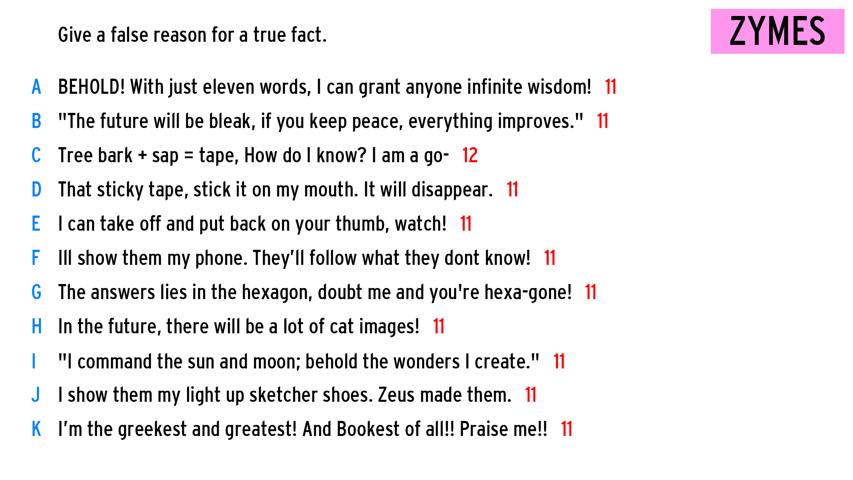 Give a false reason for a true fact.
ZYMES
A BEHOLD! With just eleven words, I can grant anyone infinite wisdom! 11
B "The future will be bleak, if you keep peace, everything improves." 11
C Tree bark + sap = tape, How do I know? I am a go- 12
D That sticky tape, stick it on my mouth. It will disappear. 11
E I can take off and put back on your thumb, watch! 11
F Ill show them my phone. They'll follow what they dont know! 11
G The answers lies in the hexagon, doubt me and you're hexa-gone! 11
H In the future, there will be a lot of cat images! 11
I "I command the sun and moon; behold the wonders I create." 11
J I show them my light up sketcher shoes. Zeus made them. 11
K I'm the greekest and greatest! And Bookest of all!! Praise me!! 11